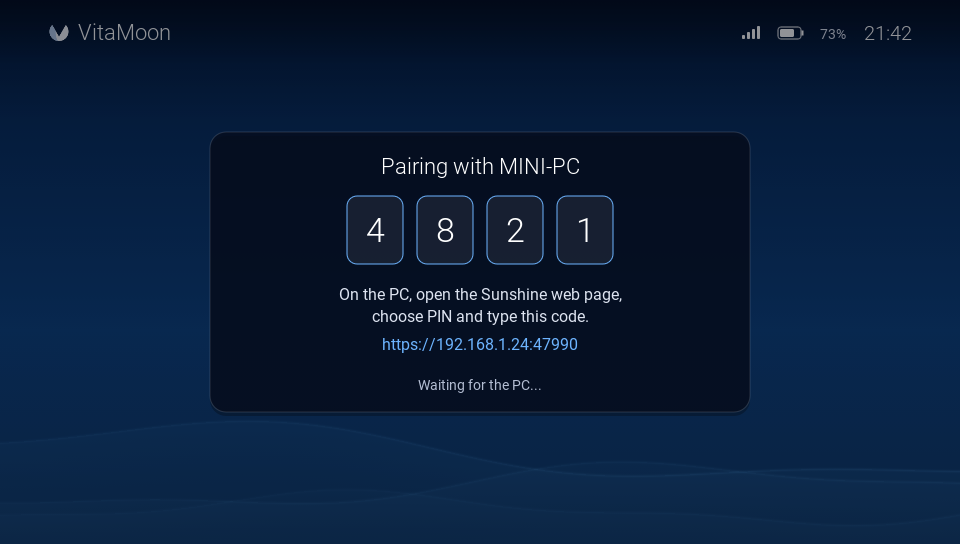 VitaMoon
73% 21:42
Pairing with MINI-PC
4 8 2 1
On the PC, open the Sunshine web page,
choose PIN and type this code.
https://192.168.1.24:47990
Waiting for the PC...